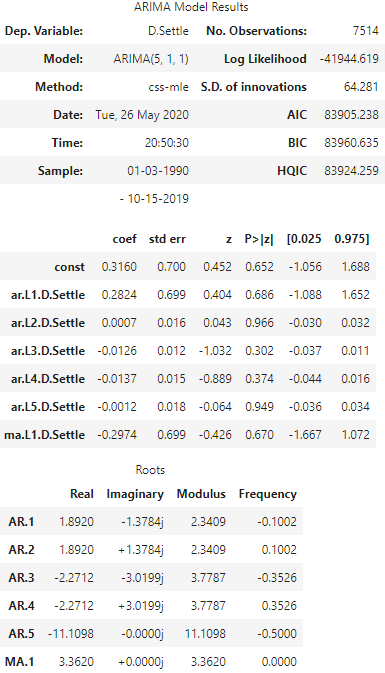 ARIMA Model Results
Dep. Variable: D.Settle No. Observations: 7514
Model: ARIMA(5, 1, 1) Log Likelihood -41944.619
Method: css-mle S.D. of innovations 64.281
Date: Tue, 26 May 2020 AIC 83905.238
Time: 20:50:30 BIC 83960.635
Sample: 01-03-1990 HQIC 83924.259
- 10-15-2019
coef std err z P>|z| [0.025 0.975]
const 0.3160 0.700 0.452 0.652 -1.056 1.688
ar.L1.D.Settle 0.2824 0.699 0.404 0.686 -1.088 1.652
ar.L2.D.Settle 0.0007 0.016 0.043 0.966 -0.030 0.032
ar.L3.D.Settle -0.0126 0.012 -1.032 0.302 -0.037 0.011
ar.L4.D.Settle -0.0137 0.015 -0.889 0.374 -0.044 0.016
ar.L5.D.Settle -0.0012 0.018 -0.064 0.949 -0.036 0.034
ma.L1.D.Settle -0.2974 0.699 -0.426 0.670 -1.667 1.072
Roots
Real Imaginary Modulus Frequency
AR.1 1.8920 -1.3784j 2.3409 -0.1002
AR.2 1.8920 +1.3784j 2.3409 0.1002
AR.3 -2.2712 -3.0199j 3.7787 -0.3526
AR.4 -2.2712 +3.0199j 3.7787 0.3526
AR.5 -11.1098 -0.0000j 11.1098 -0.5000
MA.1 3.3620 +0.0000j 3.3620 0.0000